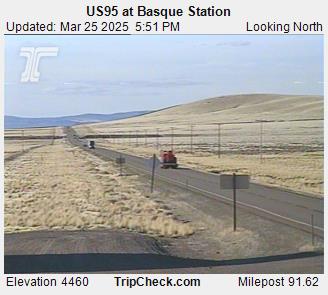 US95 at Basque Station
Updated: Mar 25 2025 5:51 PM Looking North
Elevation 4460 TripCheck.com Milepost 91.62